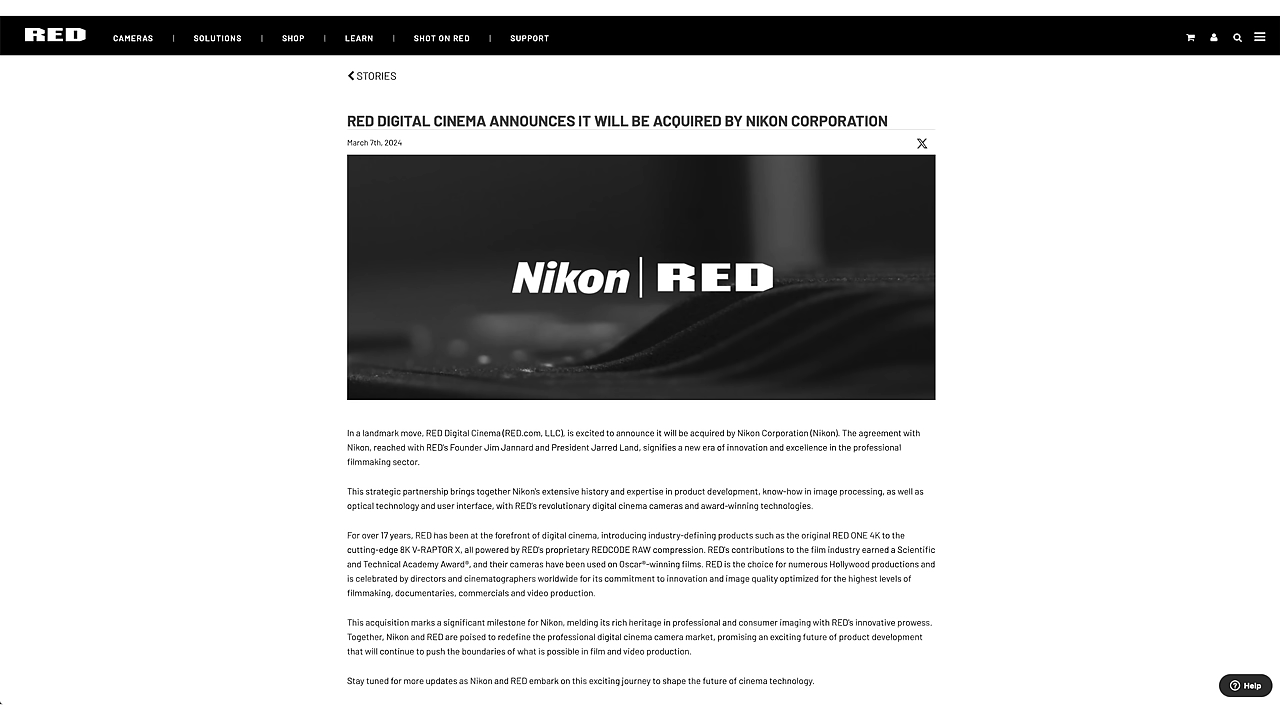 RED CAMERAS | SOLUTIONS | SHOP | LEARN | SHOT ON RED | SUPPORT
STORIES
RED DIGITAL CINEMA ANNOUNCES IT WILL BE ACQUIRED BY NIKON CORPORATION
March 7th, 2024
Nikon | RED
In a landmark move, RED Digital Cinema (RED.com, LLC), is excited to announce it will be acquired by Nikon Corporation (Nikon). The agreement with
Nikon, reached with RED's Founder Jim Jannard and President Jarred Land, signifies a new era of innovation and excellence in the professional
filmmaking sector.
This strategic partnership brings together Nikon's extensive history and expertise in product development, know-how in image processing, as well as
optical technology and user interface, with RED's revolutionary digital cinema cameras and award-winning technologies.
For over 17 years, RED has been at the forefront of digital cinema, introducing industry-defining products such as the original RED ONE 4K to the
cutting-edge 8K V-RAPTOR X, all powered by RED's proprietary REDCODE RAW compression. RED's contributions to the film industry earned a Scientific
and Technical Academy Award®, and their cameras have been used on Oscar®-winning films. RED is the choice for numerous Hollywood productions and
is celebrated by directors and cinematographers worldwide for its commitment to innovation and image quality optimized for the highest levels of
filmmaking, documentaries, commercials and video production.
This acquisition marks a significant milestone for Nikon, melding its rich heritage in professional and consumer imaging with RED's innovative prowess.
Together, Nikon and RED are poised to redefine the professional digital cinema camera market, promising an exciting future of product development
that will continue to push the boundaries of what is possible in film and video production.
Stay tuned for more updates as Nikon and RED embark on this exciting journey to shape the future of cinema technology.
Help